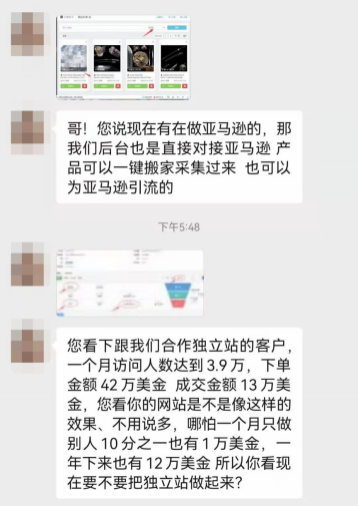 哥！您说现在有在做亚马逊的，那
我们后台也是直接对接亚马逊 产
品可以一键搬家采集过来 也可以
为亚马逊引流的
下午5:48
您看下跟我们合作独立站的客户，
一个月访问人数达到 3.9 万，下单
金额 42 万美金 成交金额 13 万美
金，您看你的网站是不是像这样的
效果、不用说多，哪怕一个月只做
别人 10 分之一也有 1 万美金，一
年下来也有 12 万美金 所以你看现
在要不要把独立站做起来？